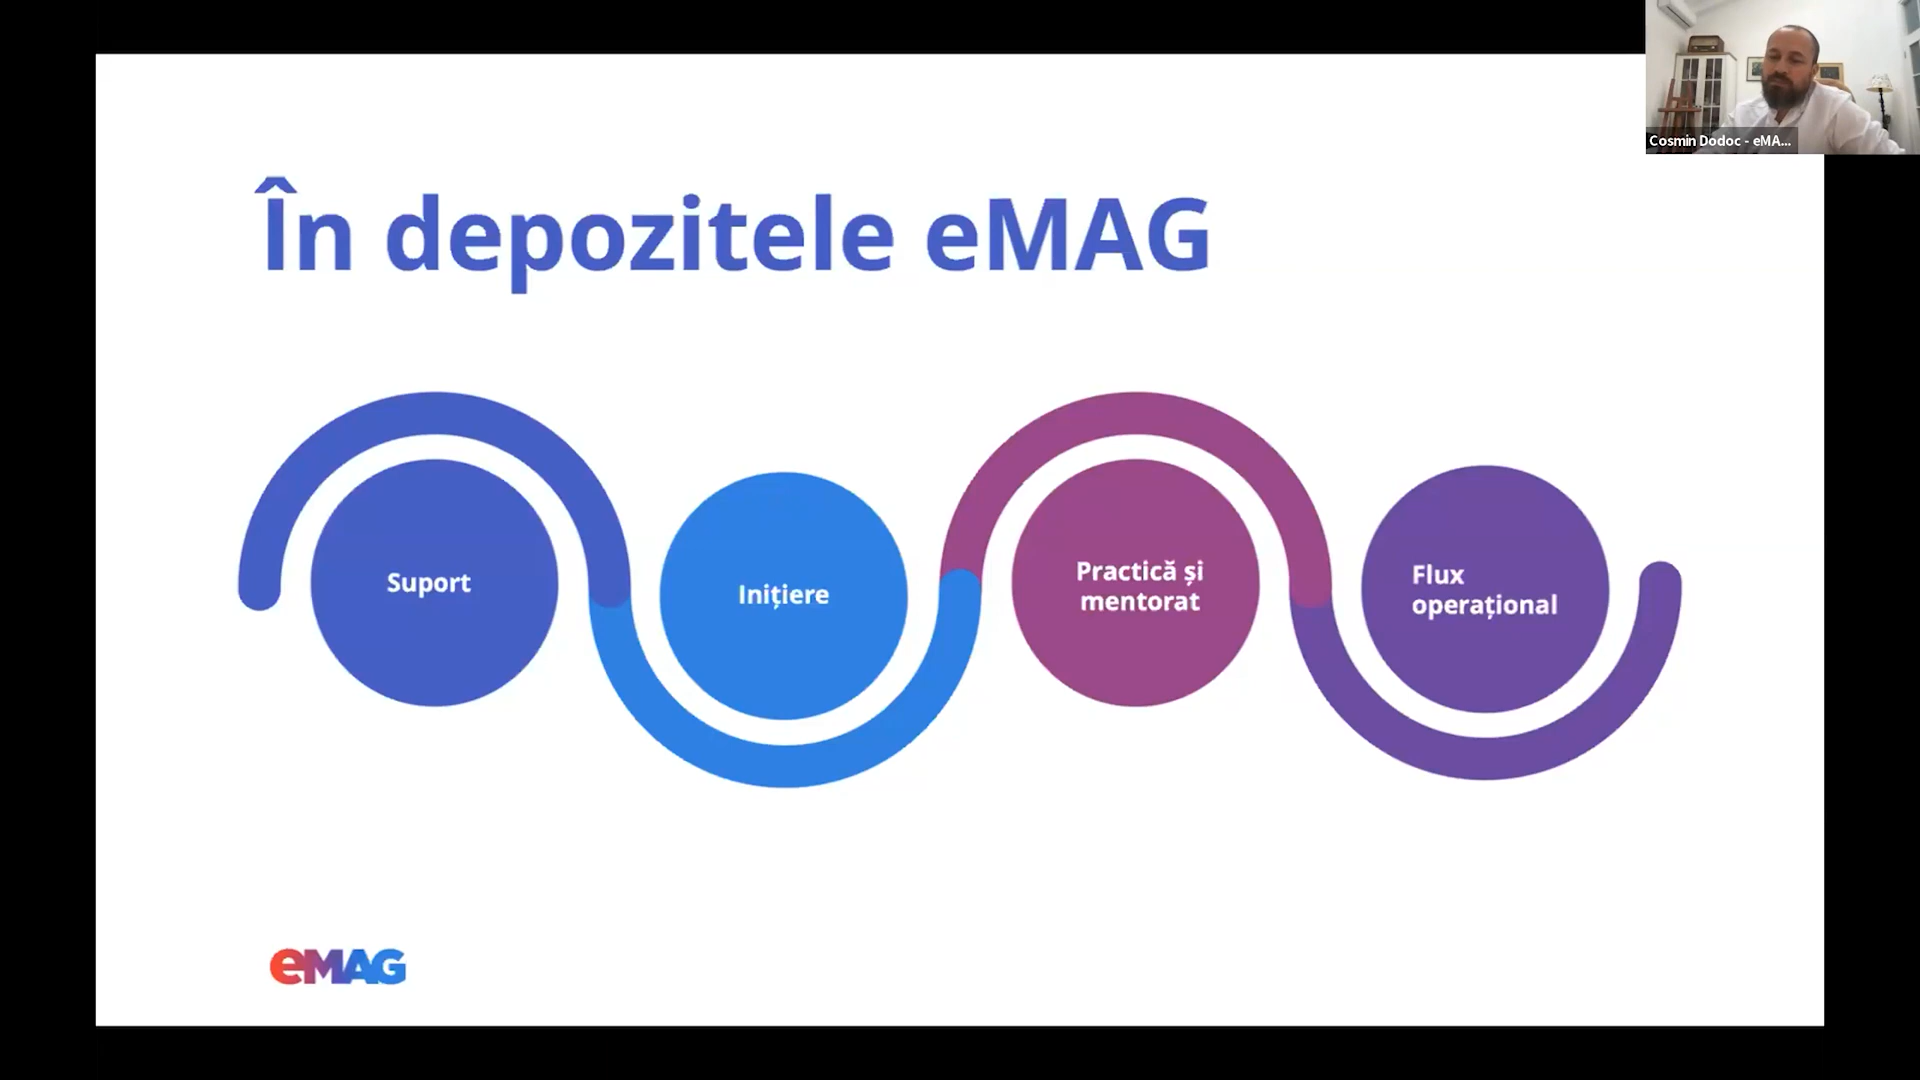 În depozitele eMAG
Suport
Inițiere
Practică și
mentorat
Flux
operațional
eMAG
Cosmin Dodoc - eMA...